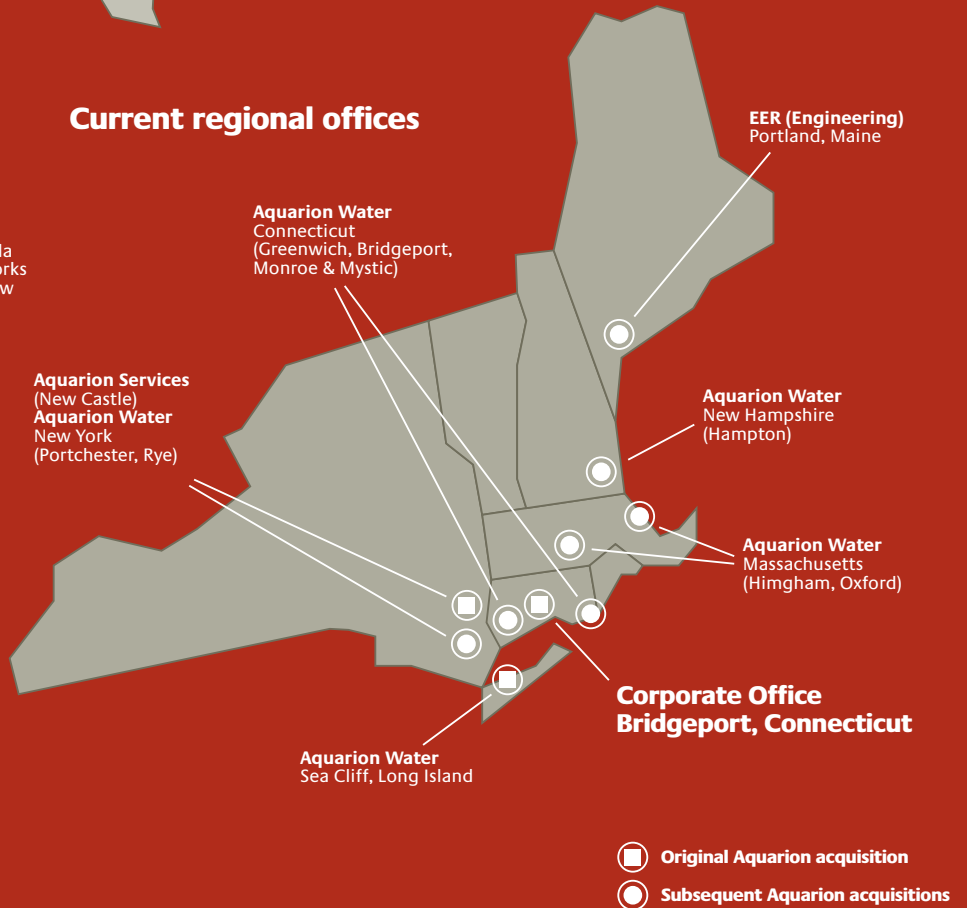 Current regional offices
EER (Engineering)
Portland, Maine
Aquarion Water
Connecticut
(Greenwich, Bridgeport,
Monroe & Mystic)
Aquarion Services
(New Castle)
Aquarion Water
New York
(Portchester, Rye)
Aquarion Water
New Hampshire
(Hampton)
Aquarion Water
Massachusetts
(Himgham, Oxford)
Corporate Office
Bridgeport, Connecticut
Aquarion Water
Sea Cliff, Long Island
Original Aquarion acquisition
Subsequent Aquarion acquisitions